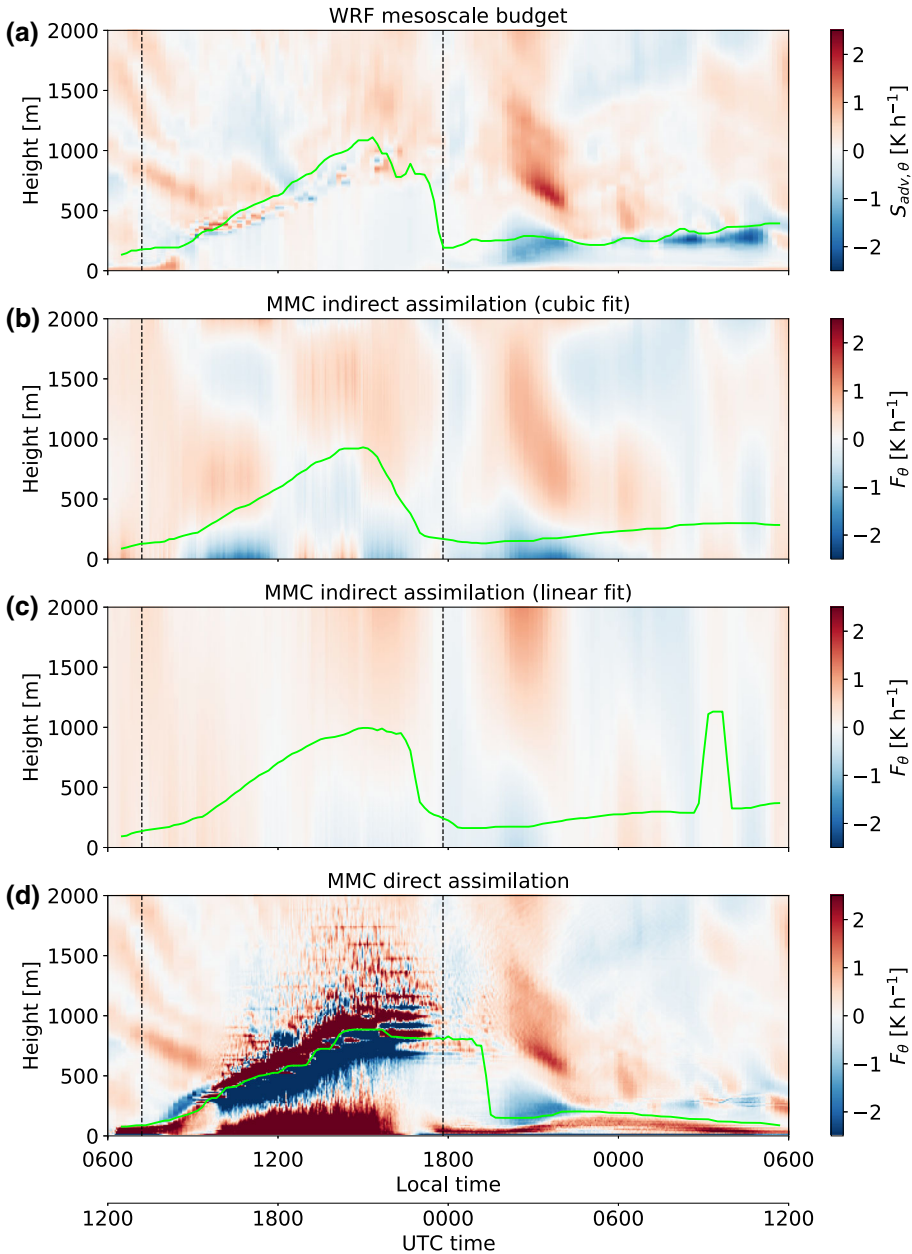 WRF mesoscale budget
(a)
2000
1500
1000
500
0
Height [m]
2
1
0
−1
−2
S_{adv, θ} [K h⁻¹]
MMC indirect assimilation (cubic fit)
(b)
2000
1500
1000
500
0
Height [m]
2
1
0
−1
−2
F_θ [K h⁻¹]
MMC indirect assimilation (linear fit)
(c)
2000
1500
1000
500
0
Height [m]
2
1
0
−1
−2
F_θ [K h⁻¹]
MMC direct assimilation
(d)
2000
1500
1000
500
0
Height [m]
2
1
0
−1
−2
F_θ [K h⁻¹]
0600 1200 1800 0000 0600
Local time
1200 1800 0000 0600 1200
UTC time